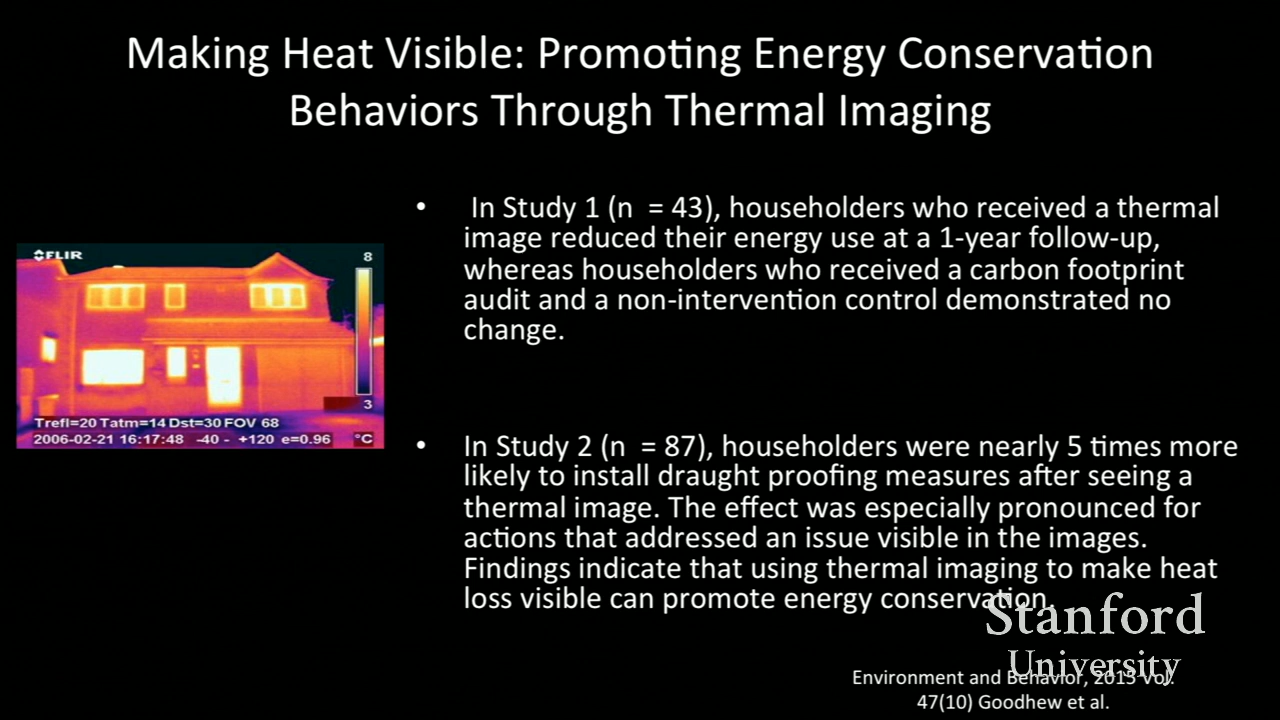 Making Heat Visible: Promoting Energy Conservation
Behaviors Through Thermal Imaging
FLIR
8
3
Trefl=20 Tatm=14 Dst=30 FOV 68
2006-02-21 16:17:48 -40 - +120 e=0.96 °C
• In Study 1 (n = 43), householders who received a thermal
image reduced their energy use at a 1-year follow-up,
whereas householders who received a carbon footprint
audit and a non-intervention control demonstrated no
change.
• In Study 2 (n = 87), householders were nearly 5 times more
likely to install draught proofing measures after seeing a
thermal image. The effect was especially pronounced for
actions that addressed an issue visible in the images.
Findings indicate that using thermal imaging to make heat
loss visible can promote energy conservation.
Stanford
University
Environment and Behavior, 2015 Vol.
47(10) Goodhew et al.